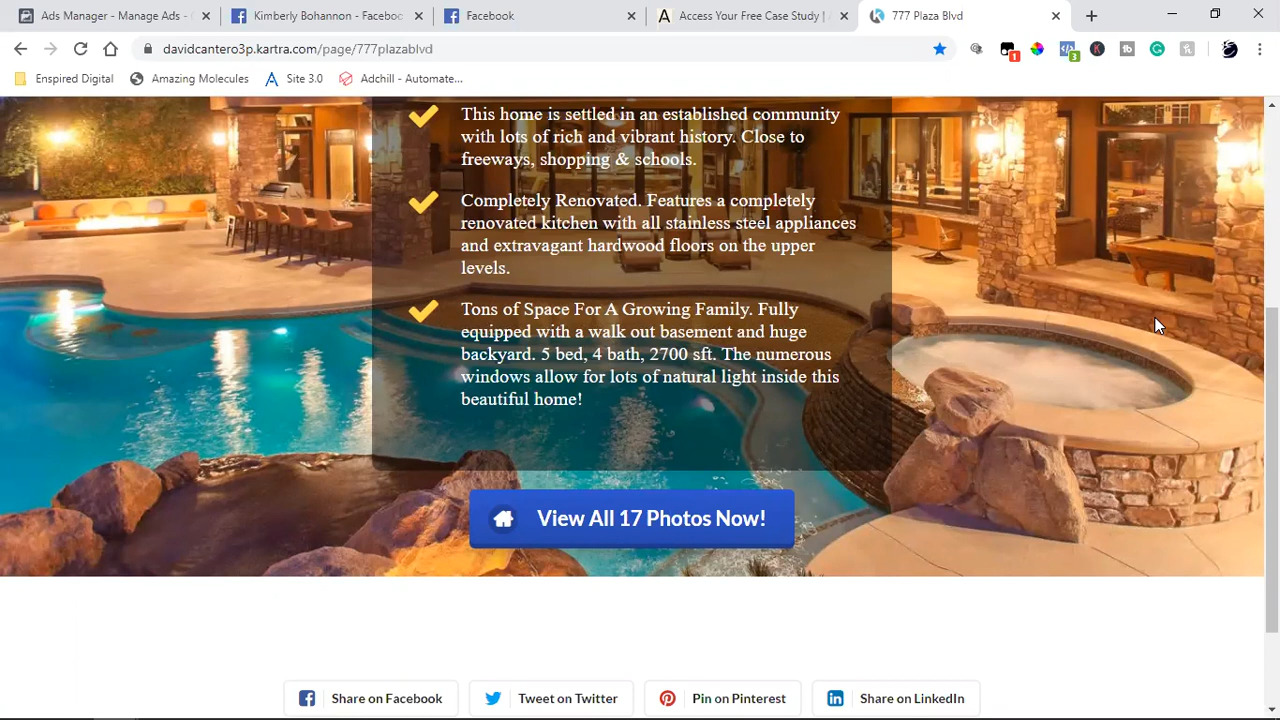 Ads Manager - Manage Ads -
Kimberly Bohannon - Faceboo
Facebook
Access Your Free Case Study |
777 Plaza Blvd
davidcantero3p.kartra.com/page/777plazablvd
1
3
Enspired Digital
Amazing Molecules
Site 3.0
Adchill - Automate...
This home is settled in an established community
with lots of rich and vibrant history. Close to
freeways, shopping & schools.
Completely Renovated. Features a completely
renovated kitchen with all stainless steel appliances
and extravagant hardwood floors on the upper
levels.
Tons of Space For A Growing Family. Fully
equipped with a walk out basement and huge
backyard. 5 bed, 4 bath, 2700 sft. The numerous
windows allow for lots of natural light inside this
beautiful home!
View All 17 Photos Now!
Share on Facebook
Tweet on Twitter
Pin on Pinterest
Share on LinkedIn